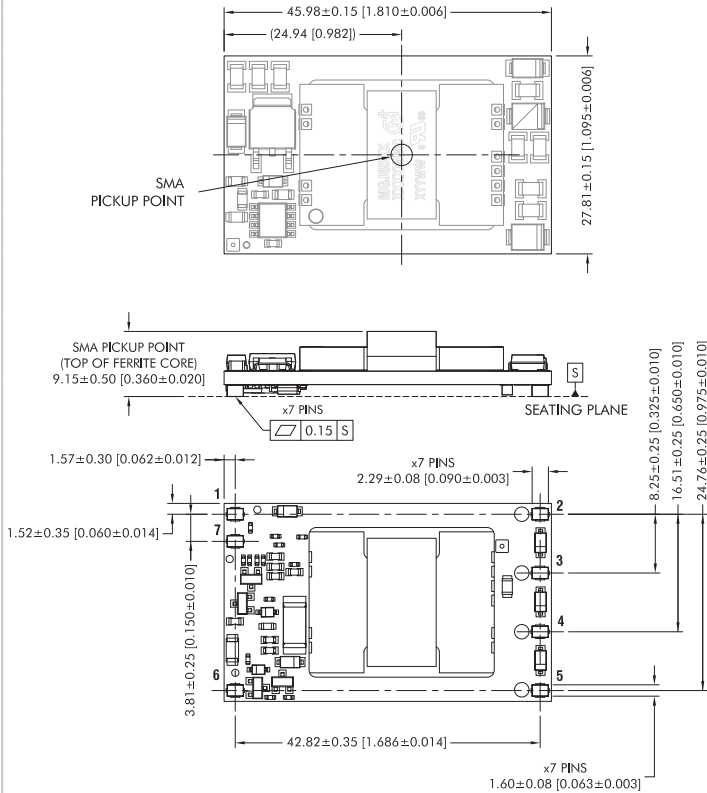 45.98±0.15 [1.810±0.006]
(24.94 [0.982])
27.81±0.15 [1.095±0.006]
SMA
PICKUP POINT
SMA PICKUP POINT
(TOP OF FERRITE CORE)
9.15±0.50 [0.360±0.020]
S
SEATING PLANE
x7 PINS
0.15 S
8.25±0.25 [0.325±0.010]
16.51±0.25 [0.650±0.010]
24.76±0.25 [0.975±0.010]
1.57±0.30 [0.062±0.012]
x7 PINS
2.29±0.08 [0.090±0.003]
1
2
1.52±0.35 [0.060±0.014]
7
3
3.81±0.25 [0.150±0.010]
4
6
5
42.82±0.35 [1.686±0.014]
x7 PINS
1.60±0.08 [0.063±0.003]